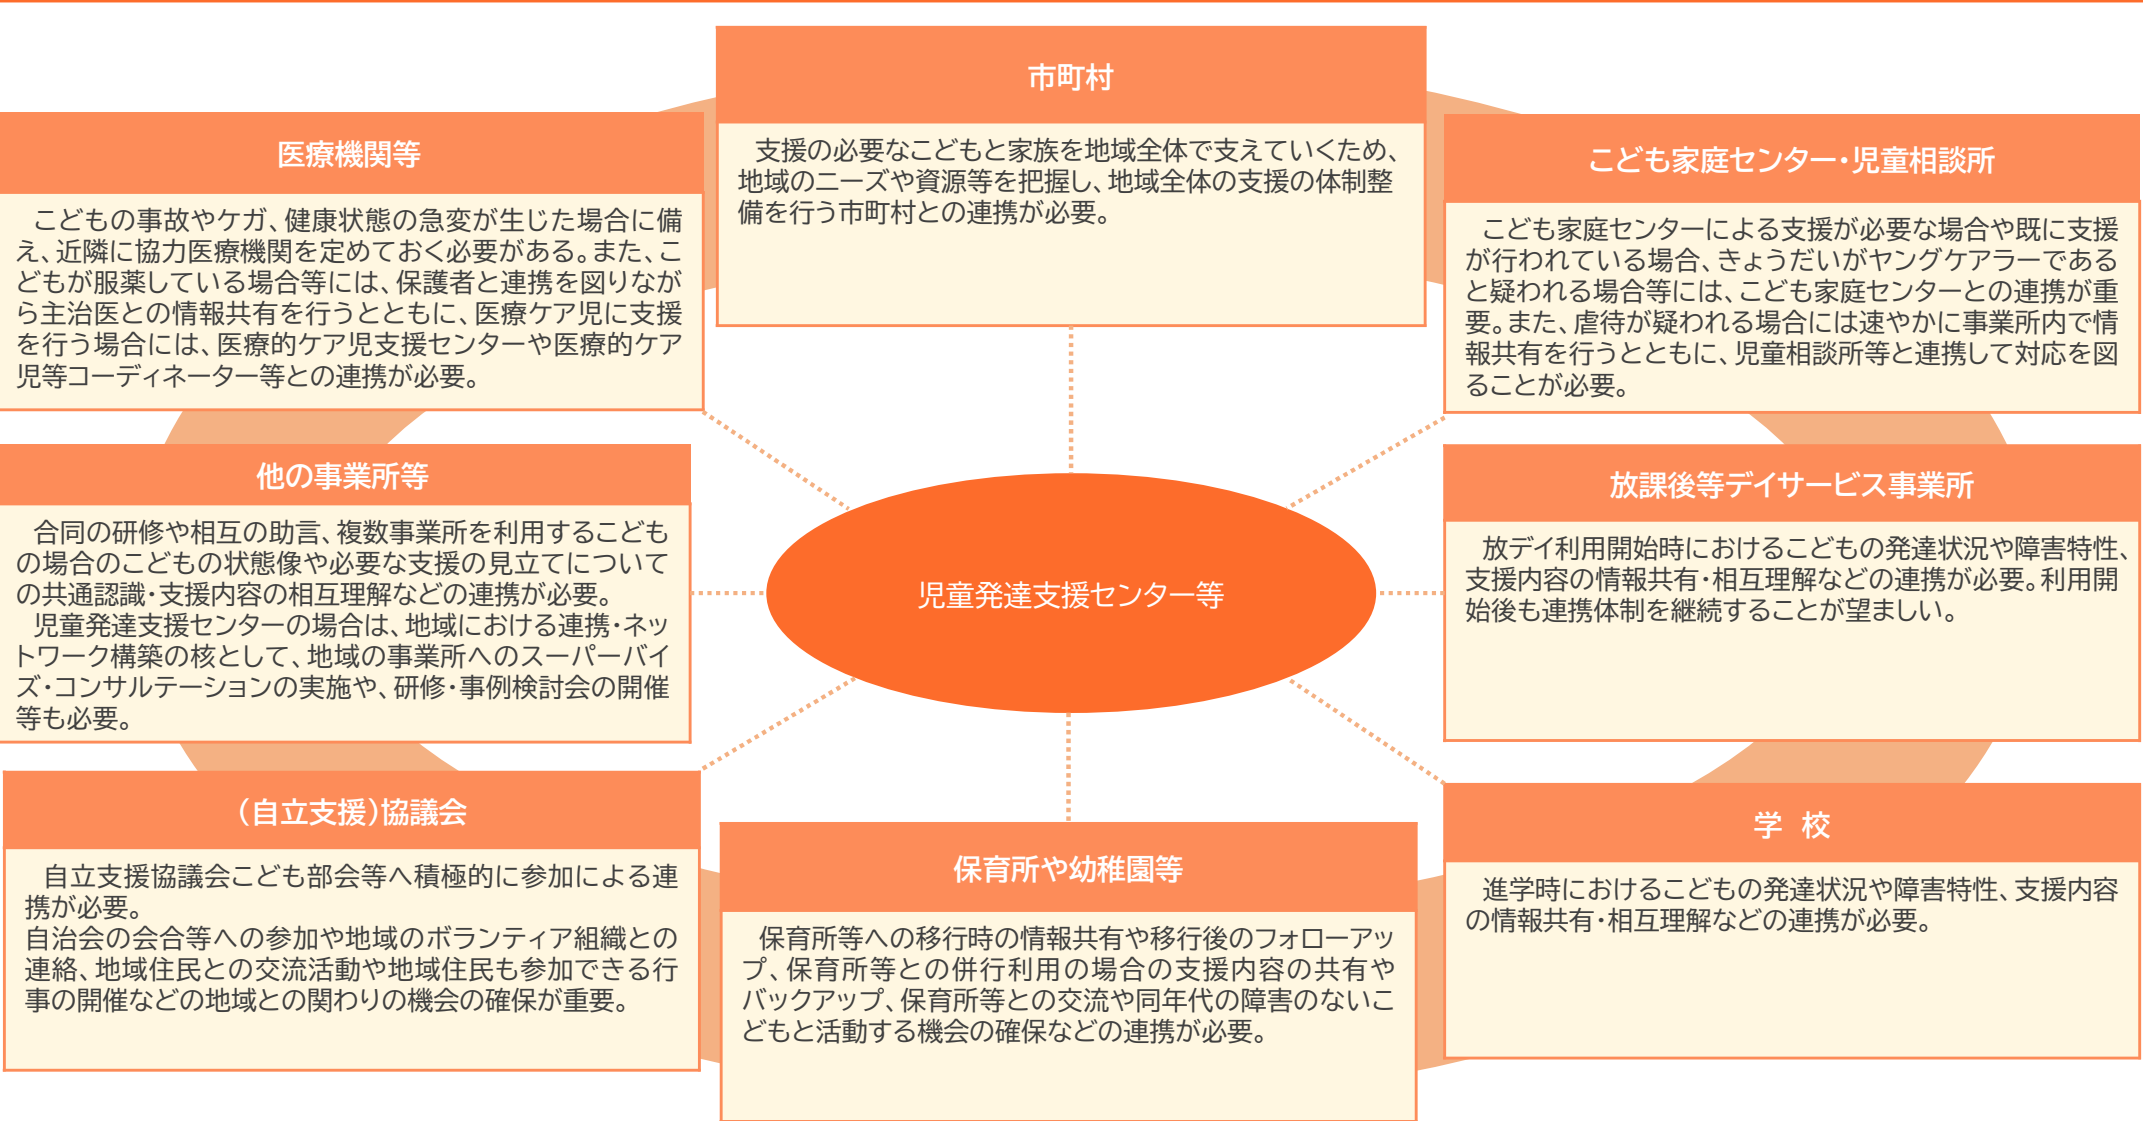 市町村
支援の必要なこどもと家族を地域全体で支えていくため、
地域のニーズや資源等を把握し、地域全体の支援の体制整
備を行う市町村との連携が必要。
医療機関等
こどもの事故やケガ、健康状態の急変が生じた場合に備
え、近隣に協力医療機関を定めておく必要がある。また、こ
どもが服薬している場合等には、保護者と連携を図りなが
ら主治医との情報共有を行うとともに、医療ケア児に支援
を行う場合には、医療的ケア児支援センターや医療的ケア
児等コーディネーター等との連携が必要。
こども家庭センター・児童相談所
こども家庭センターによる支援が必要な場合や既に支援
が行われている場合、きょうだいがヤングケアラーである
と疑われる場合等には、こども家庭センターとの連携が重
要。また、虐待が疑われる場合には速やかに事業所内で情
報共有を行うとともに、児童相談所等と連携して対応を図
ることが必要。
他の事業所等
合同の研修や相互の助言、複数事業所を利用するこども
の場合のこどもの状態像や必要な支援の見立てについて
の共通認識・支援内容の相互理解などの連携が必要。
児童発達支援センターの場合は、地域における連携・ネッ
トワーク構築の核として、地域の事業所へのスーパーバイ
ズ・コンサルテーションの実施や、研修・事例検討会の開催
等も必要。
児童発達支援センター等
放課後等デイサービス事業所
放デイ利用開始時におけるこどもの発達状況や障害特性、
支援内容の情報共有・相互理解などの連携が必要。利用開
始後も連携体制を継続することが望ましい。
（自立支援）協議会
自立支援協議会こども部会等へ積極的に参加による連
携が必要。
自治会の会合等への参加や地域のボランティア組織との
連絡、地域住民との交流活動や地域住民も参加できる行
事の開催などの地域との関わりの機会の確保が重要。
保育所や幼稚園等
保育所等への移行時の情報共有や移行後のフォローアッ
プ、保育所等との併行利用の場合の支援内容の共有や
バックアップ、保育所等との交流や同年代の障害のないこ
どもと活動する機会の確保などの連携が必要。
学 校
進学時におけるこどもの発達状況や障害特性、支援内容
の情報共有・相互理解などの連携が必要。